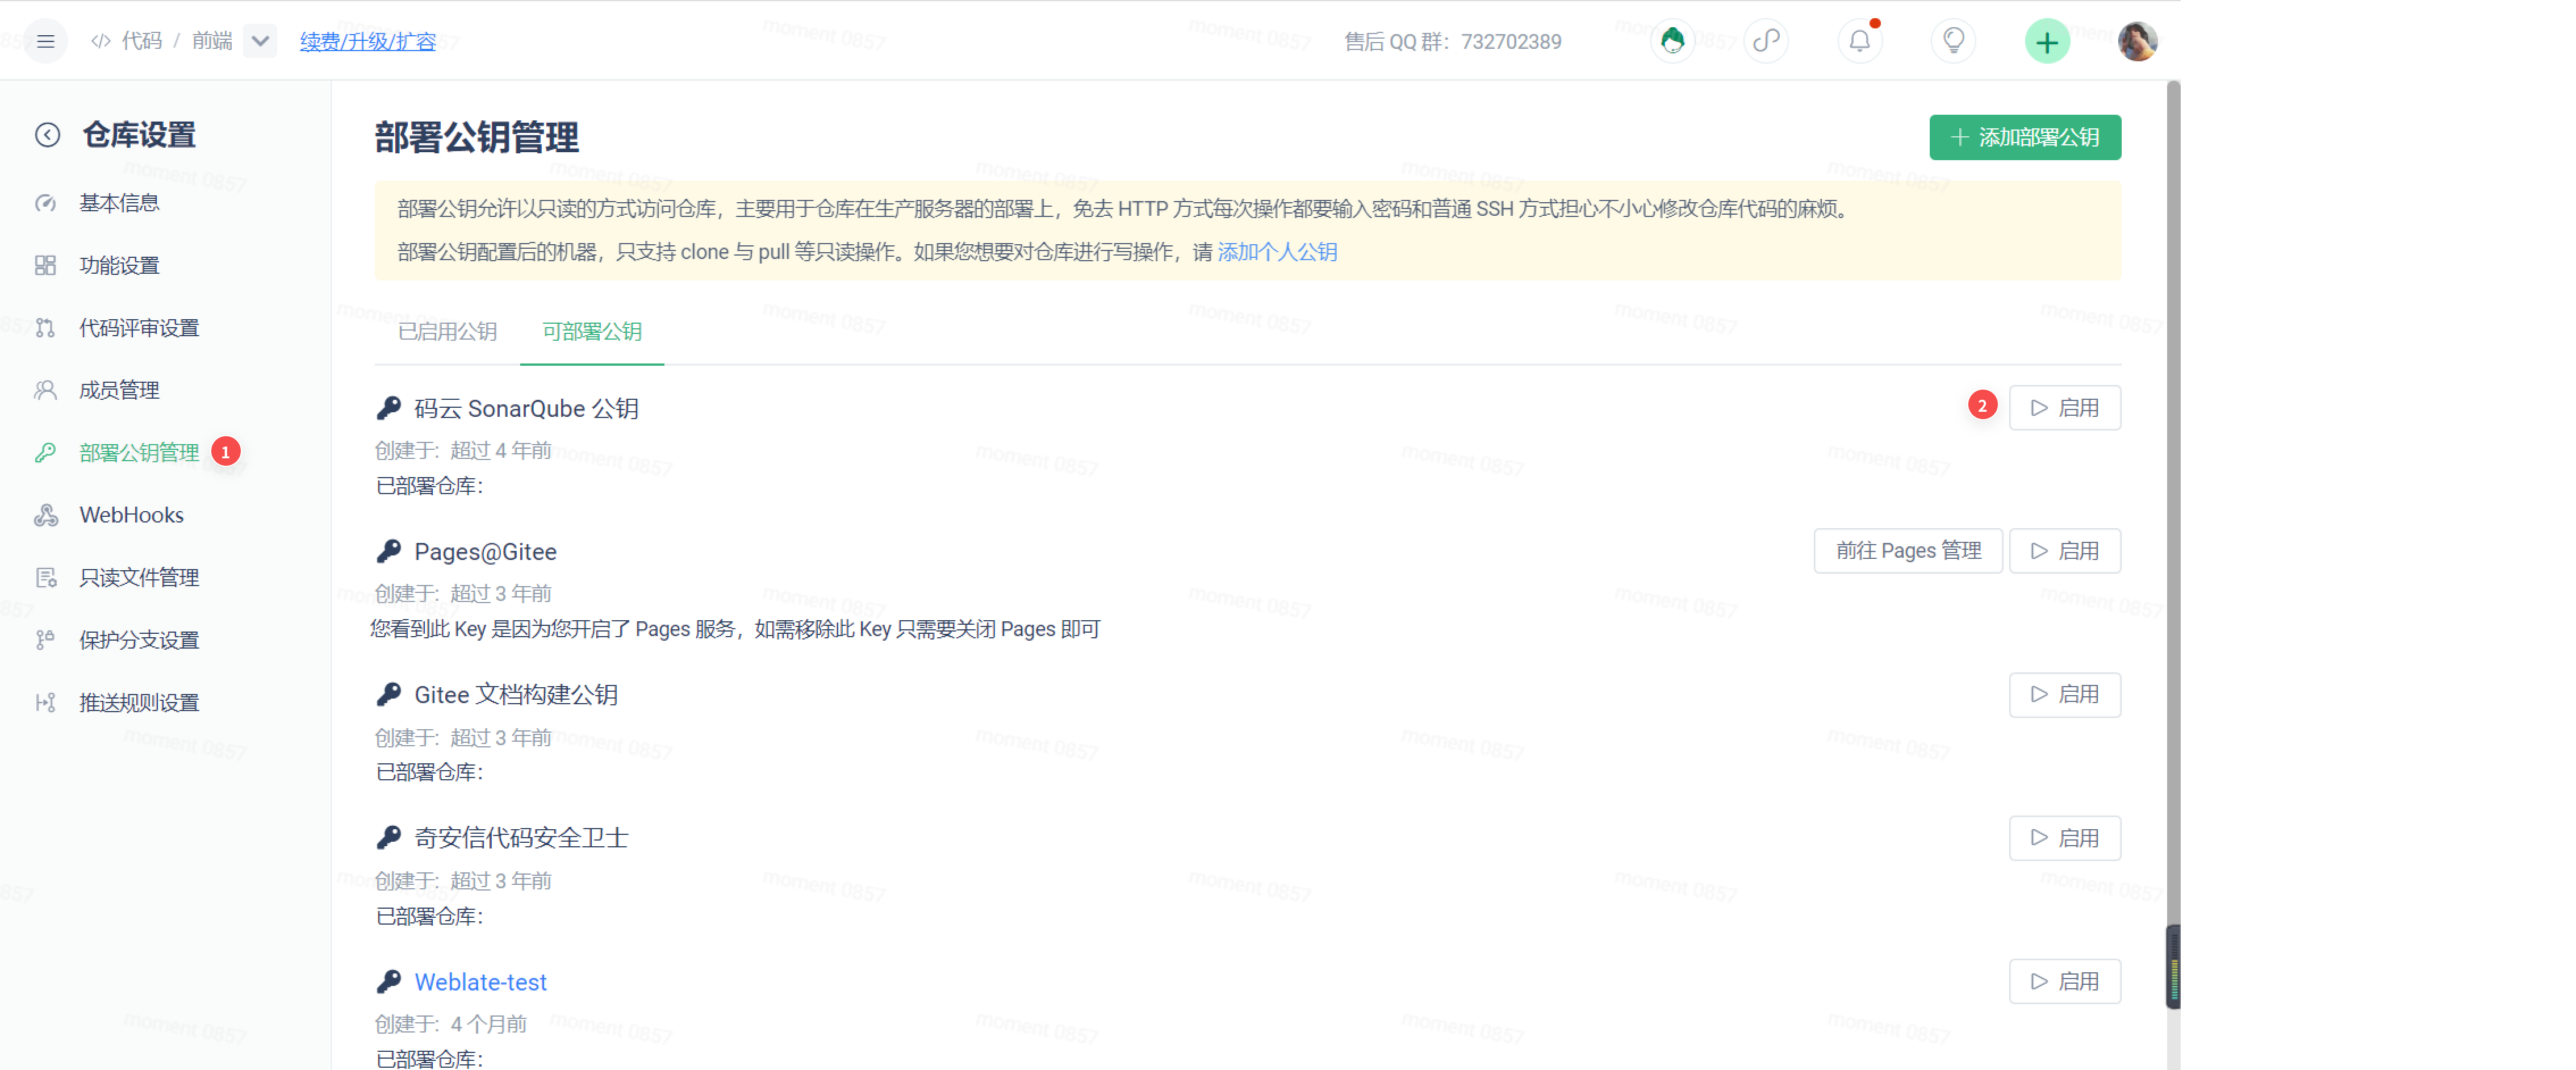 代码 / 前端
续费/升级/扩容
售后 QQ 群：732702389
仓库设置
基本信息
功能设置
代码评审设置
成员管理
部署公钥管理 1
WebHooks
只读文件管理
保护分支设置
推送规则设置
部署公钥管理
添加部署公钥
部署公钥允许以只读的方式访问仓库，主要用于仓库在生产服务器的部署上，免去 HTTP 方式每次操作都要输入密码和普通 SSH 方式担心不小心修改仓库代码的麻烦。
部署公钥配置后的机器，只支持 clone 与 pull 等只读操作。如果您想要对仓库进行写操作，请 添加个人公钥
已启用公钥 可部署公钥
码云 SonarQube 公钥
2 启用
创建于：超过 4 年前
已部署仓库：
Pages@Gitee
前往 Pages 管理 启用
创建于：超过 3 年前
您看到此 Key 是因为您开启了 Pages 服务，如需移除此 Key 只需要关闭 Pages 即可
Gitee 文档构建公钥
启用
创建于：超过 3 年前
已部署仓库：
奇安信代码安全卫士
启用
创建于：超过 3 年前
已部署仓库：
Weblate-test
启用
创建于：4 个月前
已部署仓库：
moment 0857